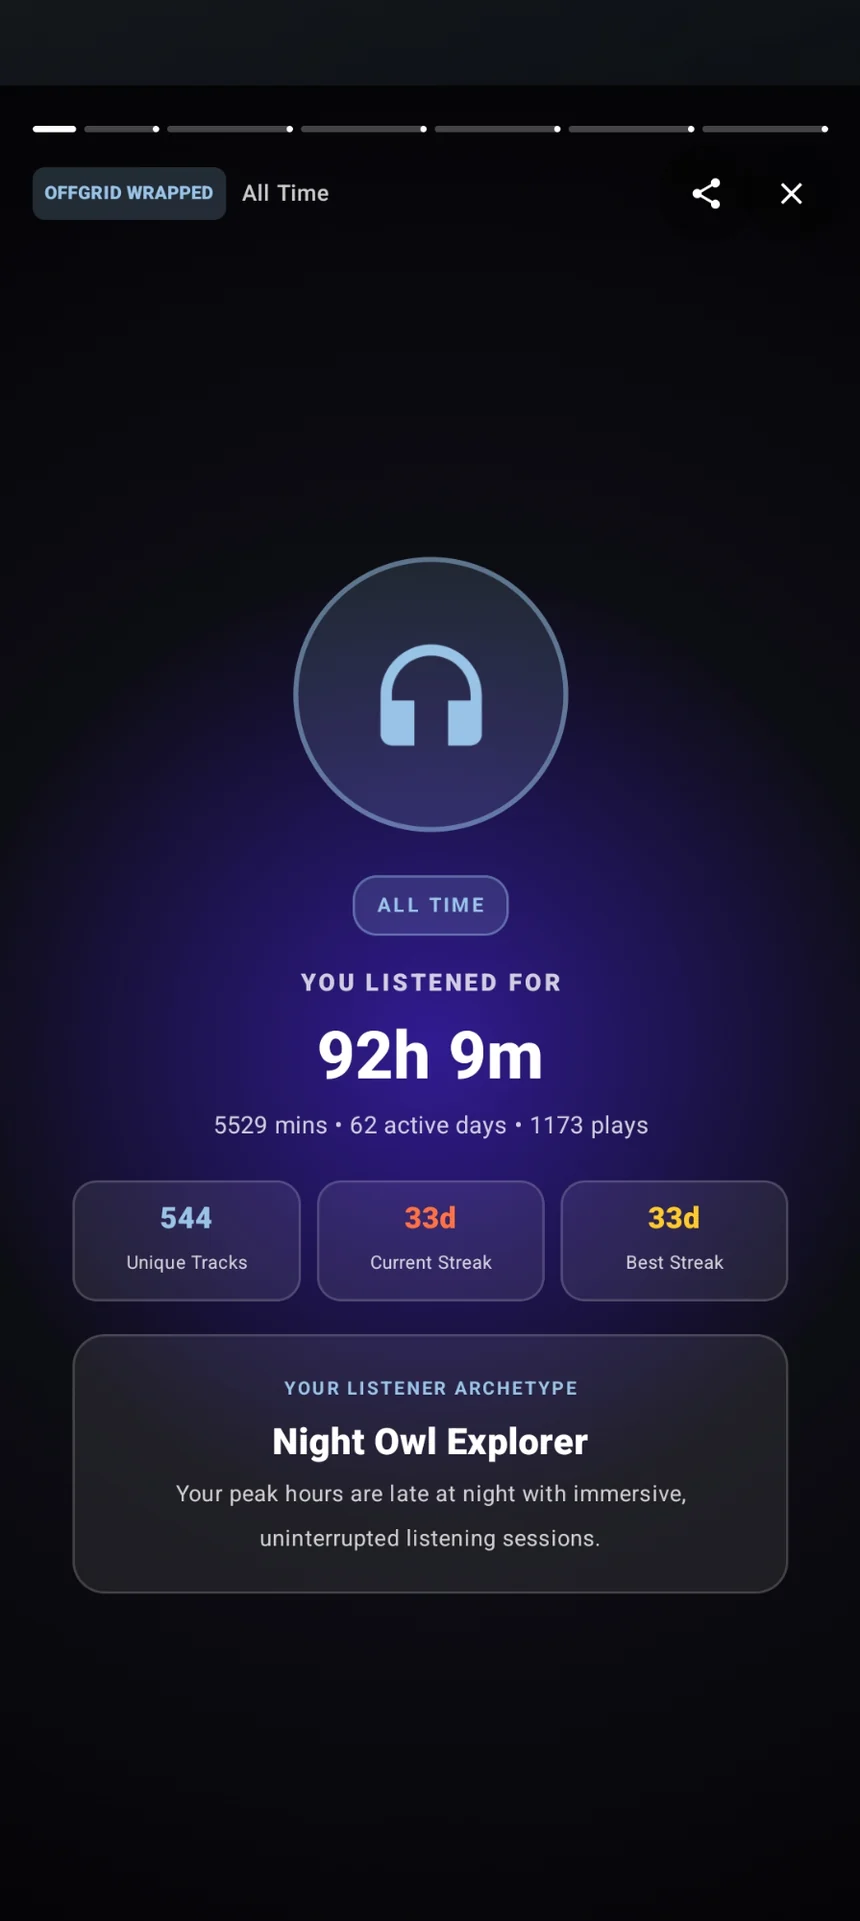 OFFGRID WRAPPED All Time
ALL TIME
YOU LISTENED FOR
92h 9m
5529 mins • 62 active days • 1173 plays
544
Unique Tracks
33d
Current Streak
33d
Best Streak
YOUR LISTENER ARCHETYPE
Night Owl Explorer
Your peak hours are late at night with immersive,
uninterrupted listening sessions.